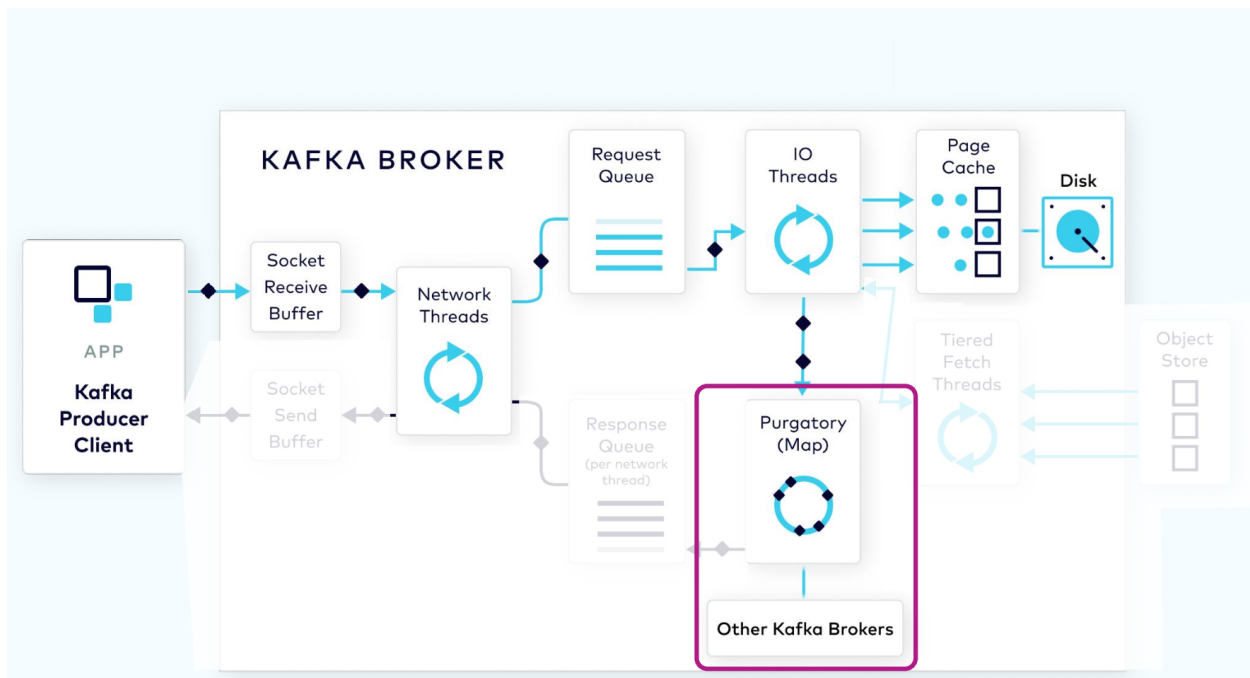 KAFKA BROKER
Request
Queue
IO
Threads
Page
Cache
Disk
Socket
Receive
Buffer
Network
Threads
APP
Kafka
Producer
Client
Socket
Send
Buffer
Response
Queue
(per network
thread)
Purgatory
(Map)
Tiered
Fetch
Threads
Object
Store
Other Kafka Brokers